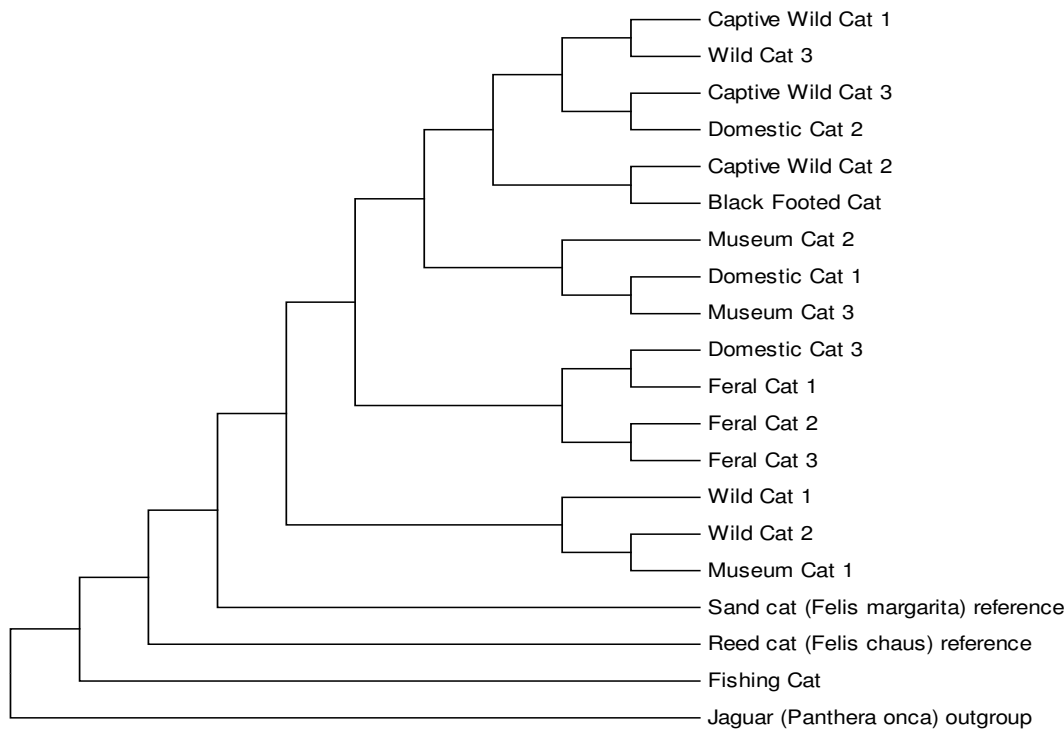 Captive Wild Cat 1
Wild Cat 3
Captive Wild Cat 3
Domestic Cat 2
Captive Wild Cat 2
Black Footed Cat
Museum Cat 2
Domestic Cat 1
Museum Cat 3
Domestic Cat 3
Feral Cat 1
Feral Cat 2
Feral Cat 3
Wild Cat 1
Wild Cat 2
Museum Cat 1
Sand cat (Felis margarita) reference
Reed cat (Felis chaus) reference
Fishing Cat
Jaguar (Panthera onca) outgroup